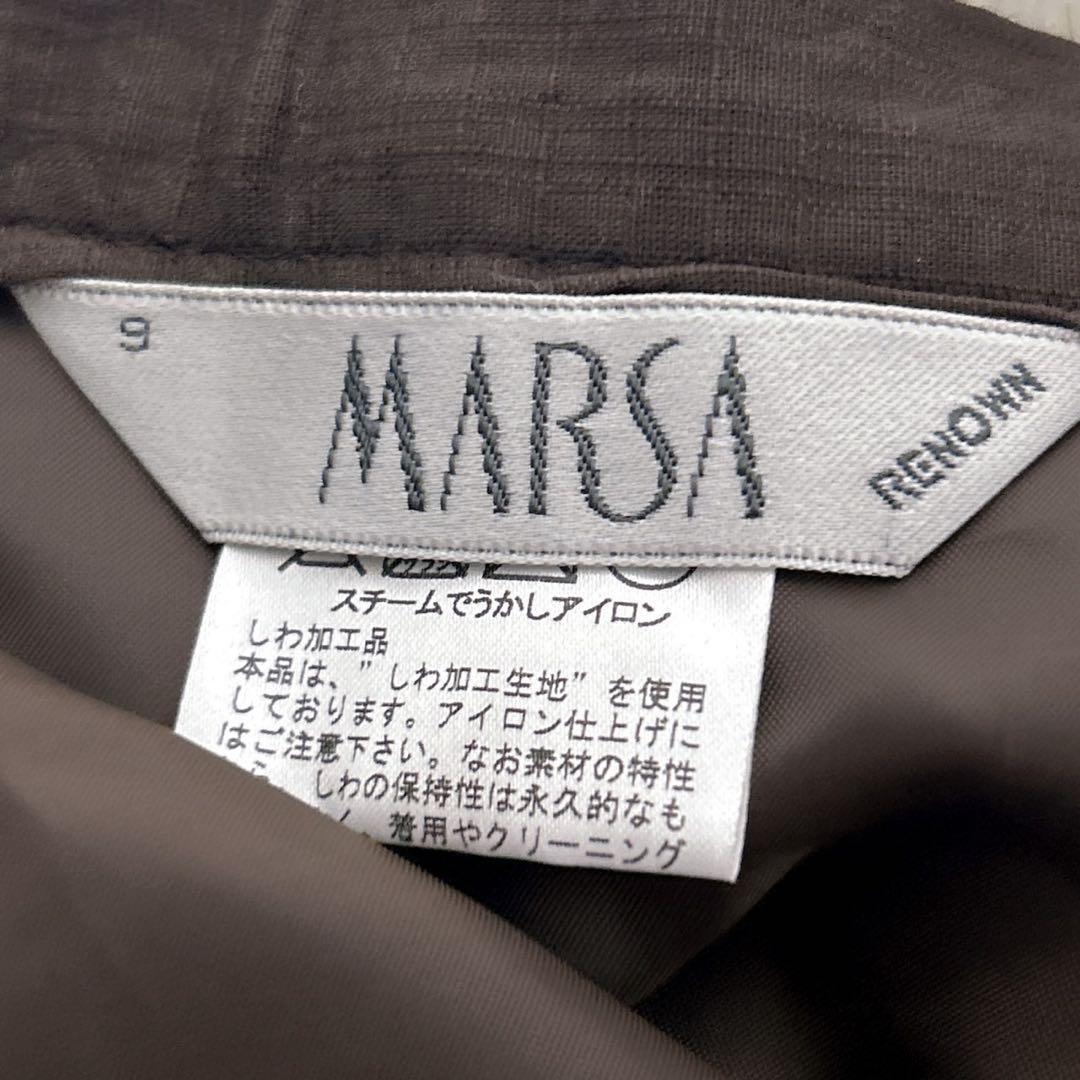 9
MARSA
RENOWN
スチームでうかしアイロン
しわ加工品
本品は、"しわ加工生地"を使用
しております。アイロン仕上げに
はご注意下さい。なお素材の特性
しわの保持性は永久的なも
着用やクリーニング